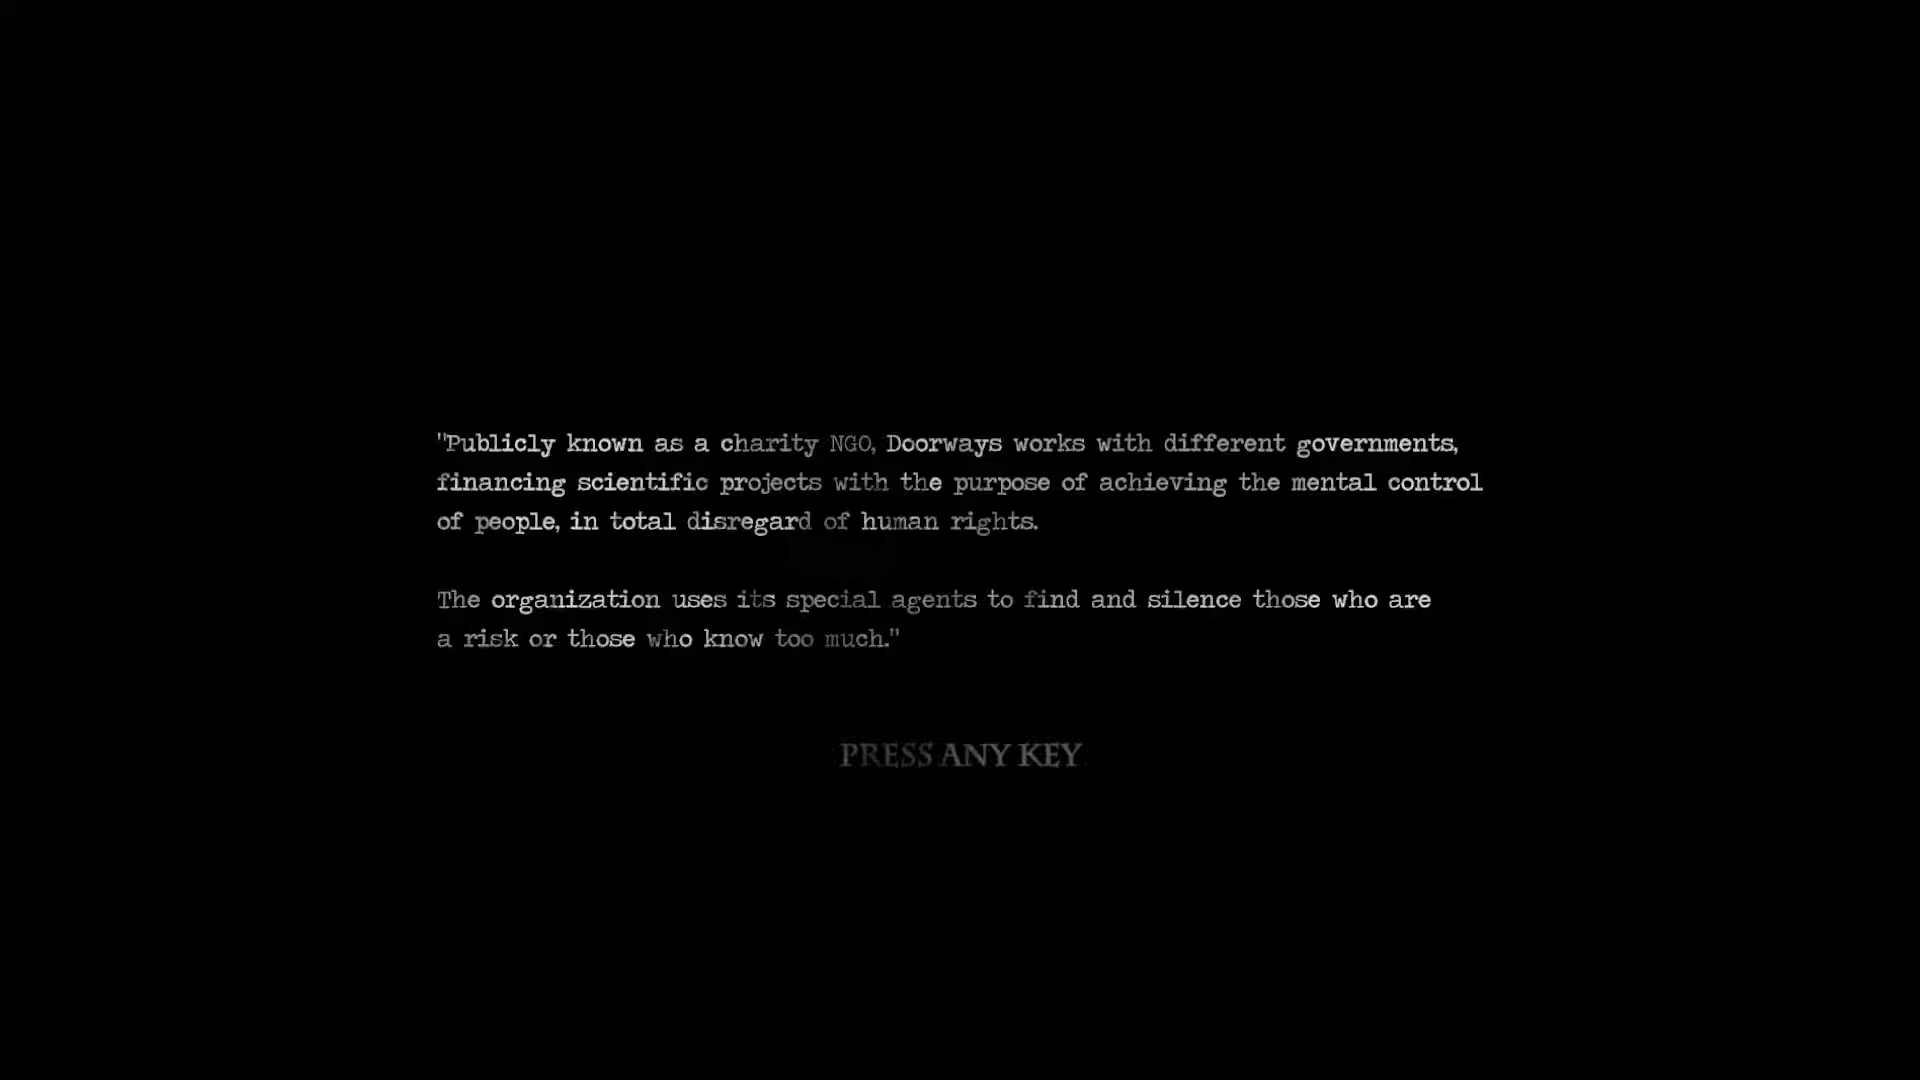 "Publicly known as a charity NGO, Doorways works with different governments,
financing scientific projects with the purpose of achieving the mental control
of people, in total disregard of human rights.
The organization uses its special agents to find and silence those who are
a risk or those who know too much."
PRESS ANY KEY